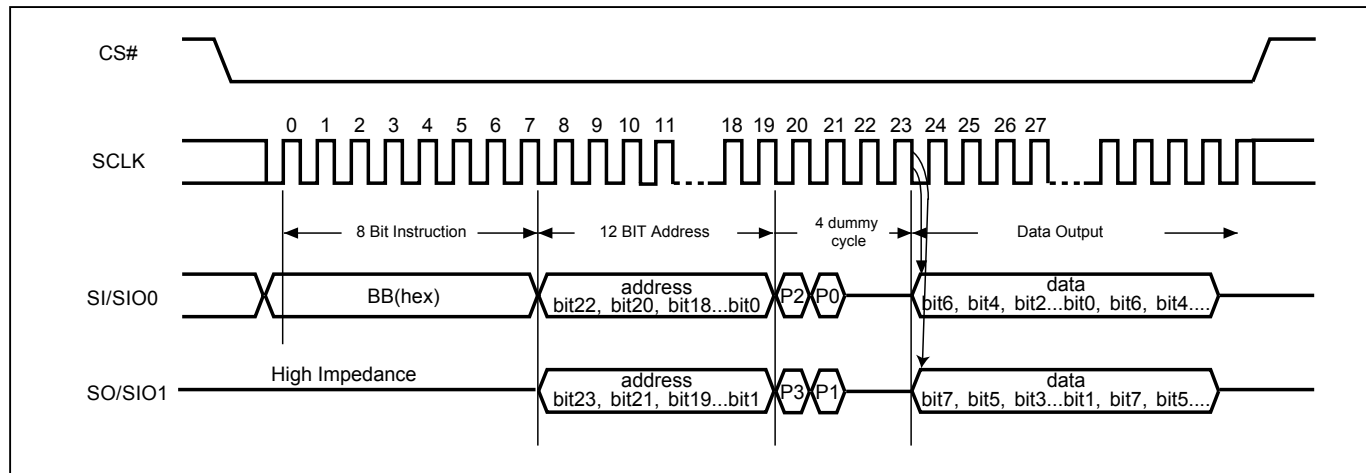 CS#
0 1 2 3 4 5 6 7 8 9 10 11 18 19 20 21 22 23 24 25 26 27
SCLK
8 Bit Instruction 12 BIT Address 4 dummy cycle Data Output
SI/SIO0
BB(hex)
address
bit22, bit20, bit18...bit0
P2 P0
data
bit6, bit4, bit2...bit0, bit6, bit4....
High Impedance
SO/SIO1
address
bit23, bit21, bit19...bit1
P3 P1
data
bit7, bit5, bit3...bit1, bit7, bit5....